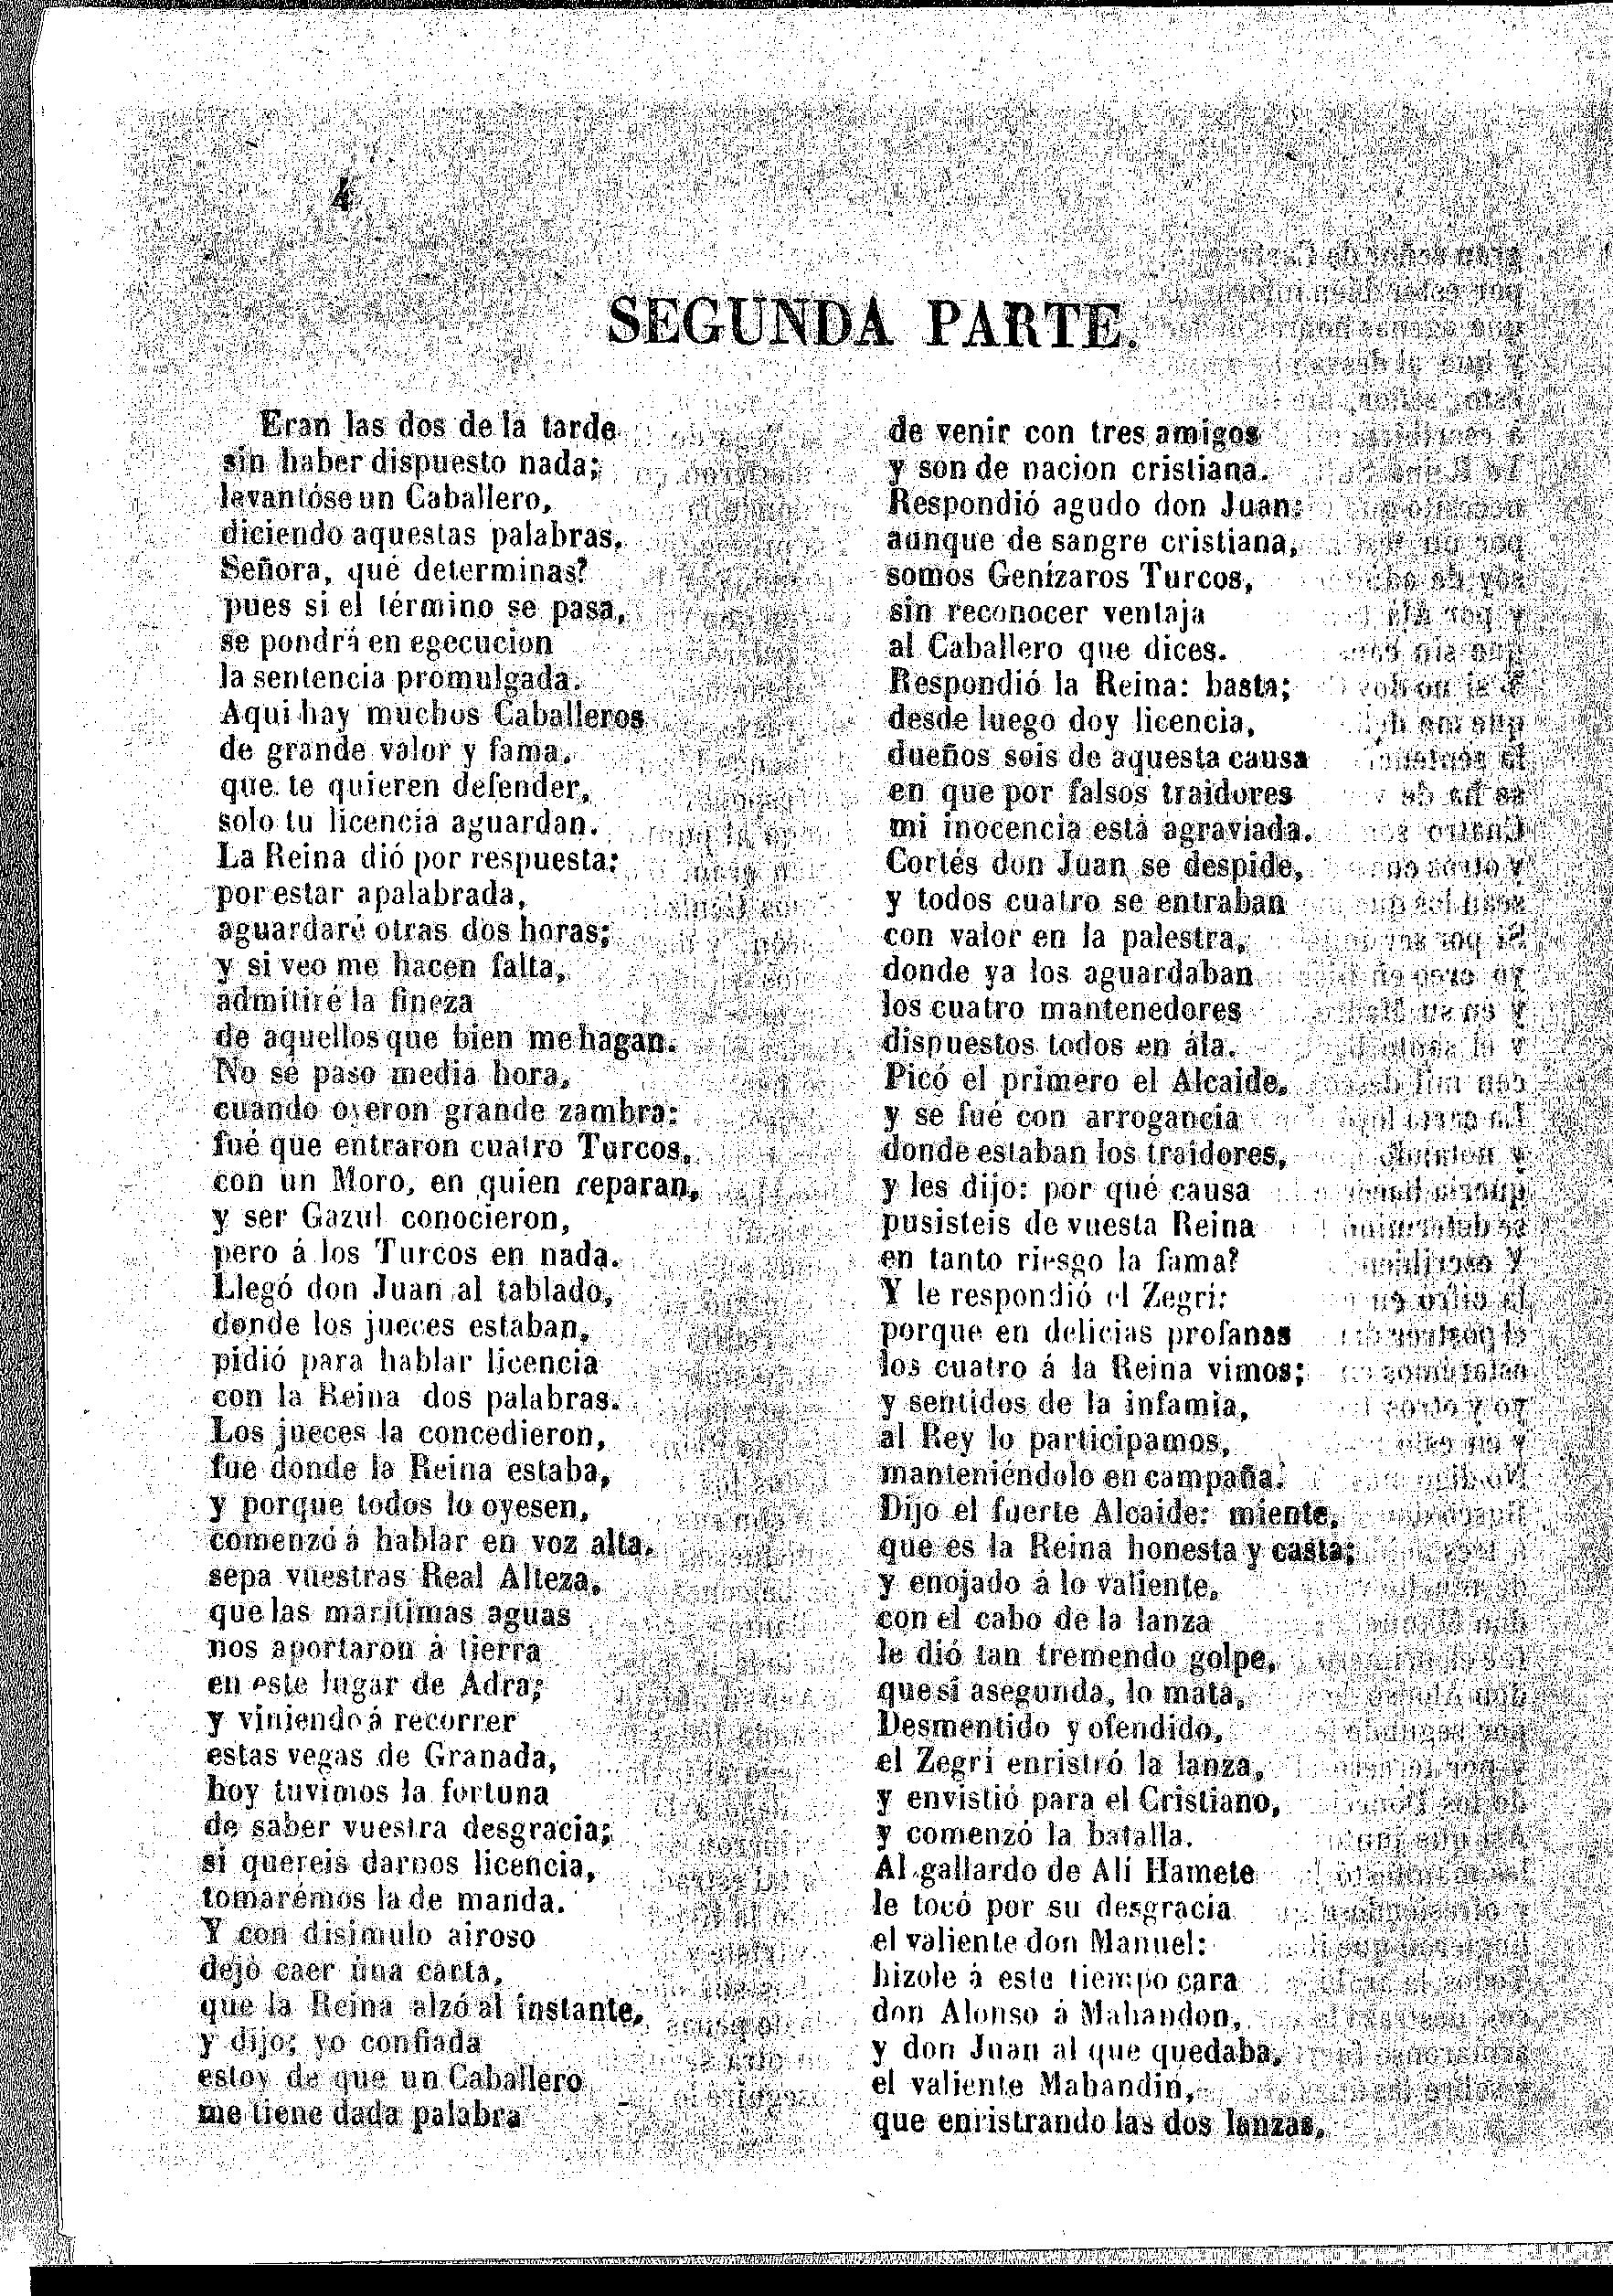 4
SEGUNDA PARTE.
Eran las dos de la tarde
sin haber dispuesto nada;
levantóse un Caballero,
diciendo aquestas palabras.
Señora, qué determinas?
pues si el término se pasa,
se pondrá en egecucion
la sentencia promulgada.
Aqui hay muchos Caballeros
de grande valor y fama,
que te quieren defender,
solo tu licencia aguardan.
La Reina dió por respuesta:
por estar apalabrada,
aguardaré otras dos horas;
y si veo me hacen falta,
admitiré la fineza
de aquellos que bien me hagan.
No se paso media hora,
cuando oyeron grande zambra:
fué que entraron cuatro Turcos,
con un Moro, en quien reparan,
y ser Gazul conocieron,
pero á los Turcos en nada.
Llegó don Juan al tablado,
donde los jueces estaban,
pidió para hablar licencia
con la Reina dos palabras.
Los jueces la concedieron,
fue donde la Reina estaba,
y porque todos lo oyesen,
comenzó á hablar en voz alta.
sepa vuestras Real Alteza,
que las marítimas aguas
nos aportaron á tierra
en este lugar de Adra;
y viniendo á recorrer
estas vegas de Granada,
hoy tuvimos la fortuna
de saber vuestra desgracia;
si quereis darnos licencia,
tomarémos la de manda.
Y con disimulo airoso
dejó caer una carta,
que la Reina alzó al instante,
y dijo; yo confiada
estoy de que un Caballero
me tiene dada palabra
de venir con tres amigos
y son de nacion cristiana.
Respondió agudo don Juan:
aunque de sangre cristiana,
somos Genízaros Turcos,
sin reconocer ventaja
al Caballero que dices.
Respondió la Reina: basta;
desde luego doy licencia,
dueños sois de aquesta causa
en que por falsos traidores
mi inocencia está agraviada.
Cortés don Juan se despide,
y todos cuatro se entraban
con valor en la palestra,
donde ya los aguardaban
los cuatro mantenedores
dispuestos todos en ála.
Picó el primero el Alcaide,
y se fué con arrogancia
donde estaban los traidores,
y les dijo: por qué causa
pusisteis de vuesta Reina
en tanto riesgo la fama?
Y le respondió el Zegri:
porque en delicias profanas
los cuatro á la Reina vimos;
y sentidos de la infamia,
al Rey lo participamos,
manteniéndolo en campaña.
Dijo el fuerte Alcaide: miente,
que es la Reina honesta y casta;
y enojado á lo valiente,
con el cabo de la lanza
le dió tan tremendo golpe,
que si asegunda, lo mata,
Desmentido y ofendido,
el Zegri enristró la lanza,
y envistió para el Cristiano,
y comenzó la batalla.
Al gallardo de Alí Hamete
le tocó por su desgracia
el valiente don Manuel:
hizole á este tiempo cara
don Alonso á Mahandon,
y don Juan al que quedaba,
el valiente Mahandin,
que enristrando las dos lanzas,